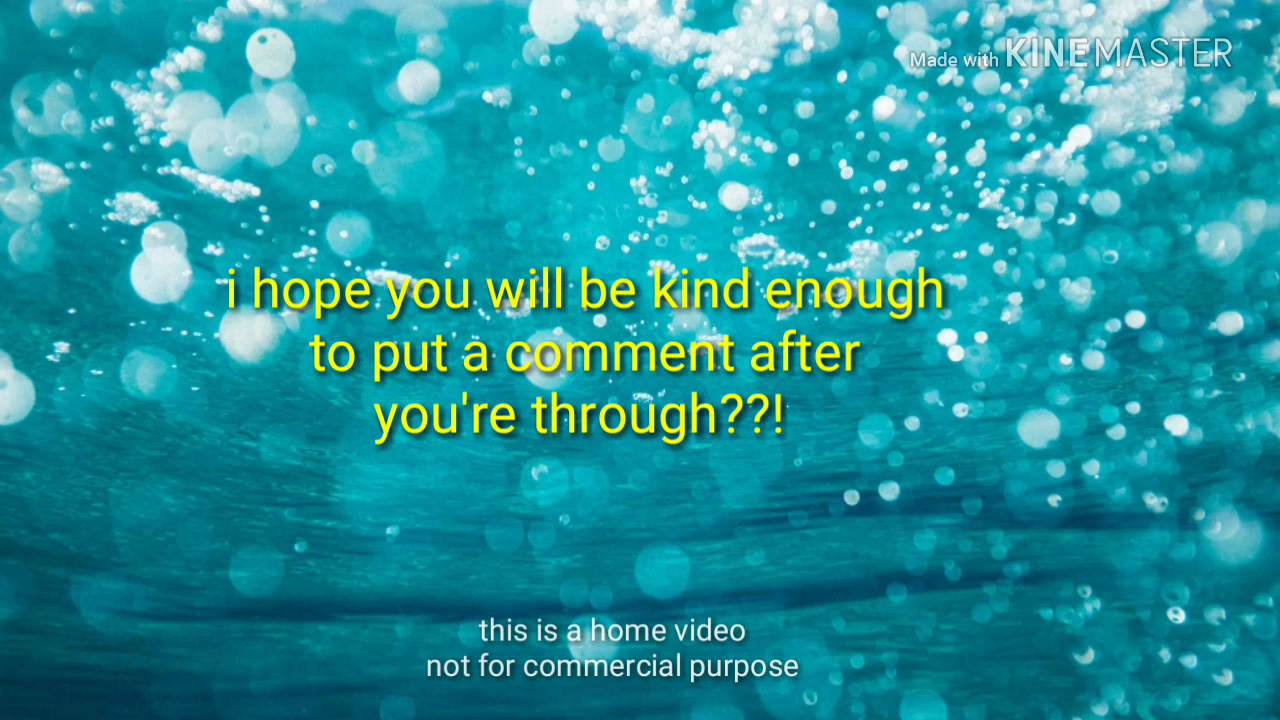 Made with KINEMASTER
i hope you will be kind enough
to put a comment after
you're through??!
this is a home video
not for commercial purpose